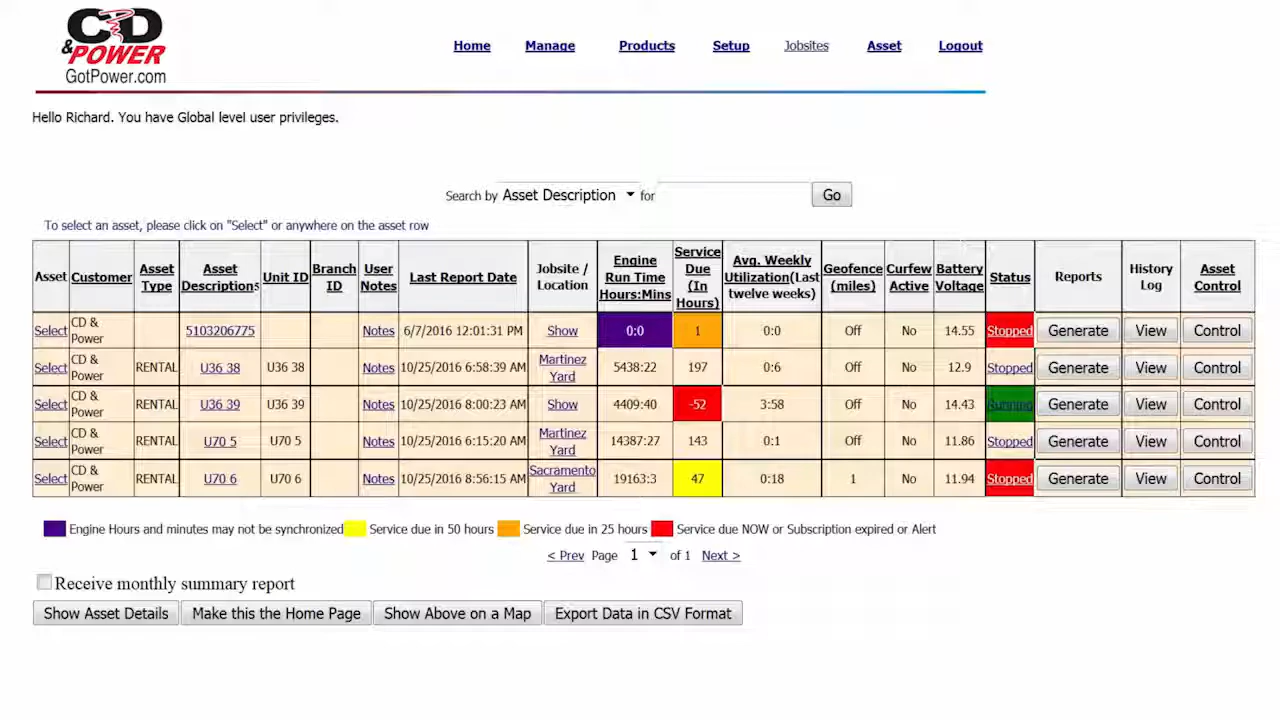 CD
&POWER
GotPower.com
Home Manage Products Setup Jobsites Asset Logout
Hello Richard. You have Global level user privileges.
Search by Asset Description for Go
To select an asset, please click on "Select" or anywhere on the asset row
Asset Customer Asset Type Asset Descriptions Unit ID Branch ID User Notes Last Report Date Jobsite / Location Engine Run Time Hours:Mins Service Due (In Hours) Avg. Weekly Utilization(Last twelve weeks) Geofence (miles) Curfew Active Battery Voltage Status Reports History Log Asset Control
Select CD & Power 5103206775 Notes 6/7/2016 12:01:31 PM Show 0:0 1 0:0 Off No 14.55 Stopped Generate View Control
Select CD & Power RENTAL U36 38 U36 38 Notes 10/25/2016 6:58:39 AM Martinez Yard 5438:22 197 0:6 Off No 12.9 Stopped Generate View Control
Select CD & Power RENTAL U36 39 U36 39 Notes 10/25/2016 8:00:23 AM Show 4409:40 -52 3:58 Off No 14.43 Running Generate View Control
Select CD & Power RENTAL U70 5 U70 5 Notes 10/25/2016 6:15:20 AM Martinez Yard 14387:27 143 0:1 Off No 11.86 Stopped Generate View Control
Select CD & Power RENTAL U70 6 U70 6 Notes 10/25/2016 8:56:15 AM Sacramento Yard 19163:3 47 0:18 1 No 11.94 Stopped Generate View Control
Engine Hours and minutes may not be synchronized Service due in 50 hours Service due in 25 hours Service due NOW or Subscription expired or Alert
< Prev Page 1 of 1 Next >
Receive monthly summary report
Show Asset Details Make this the Home Page Show Above on a Map Export Data in CSV Format